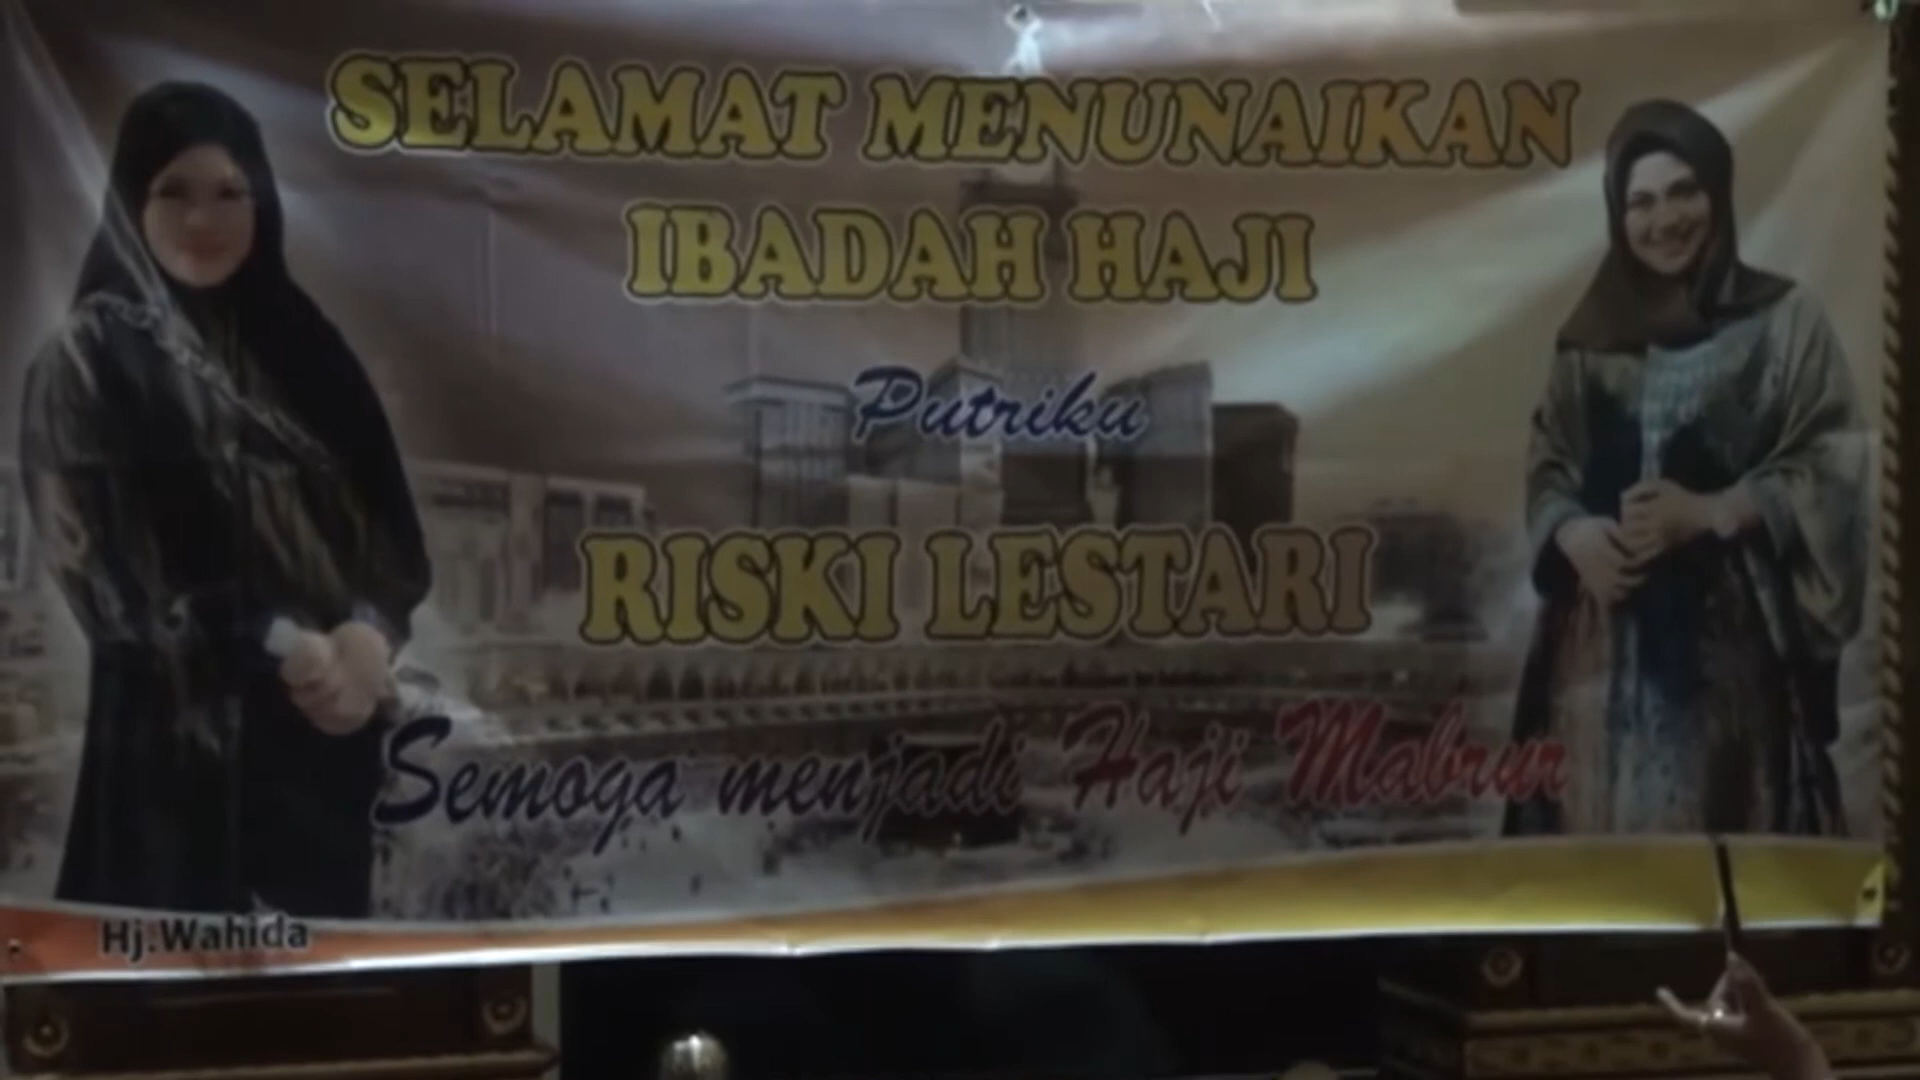 SELAMAT MENUNAIKAN
IBADAH HAJI
Putriku
RISKI LESTARI
Semoga menjadi Haji Mabrur
Hj.Wahida